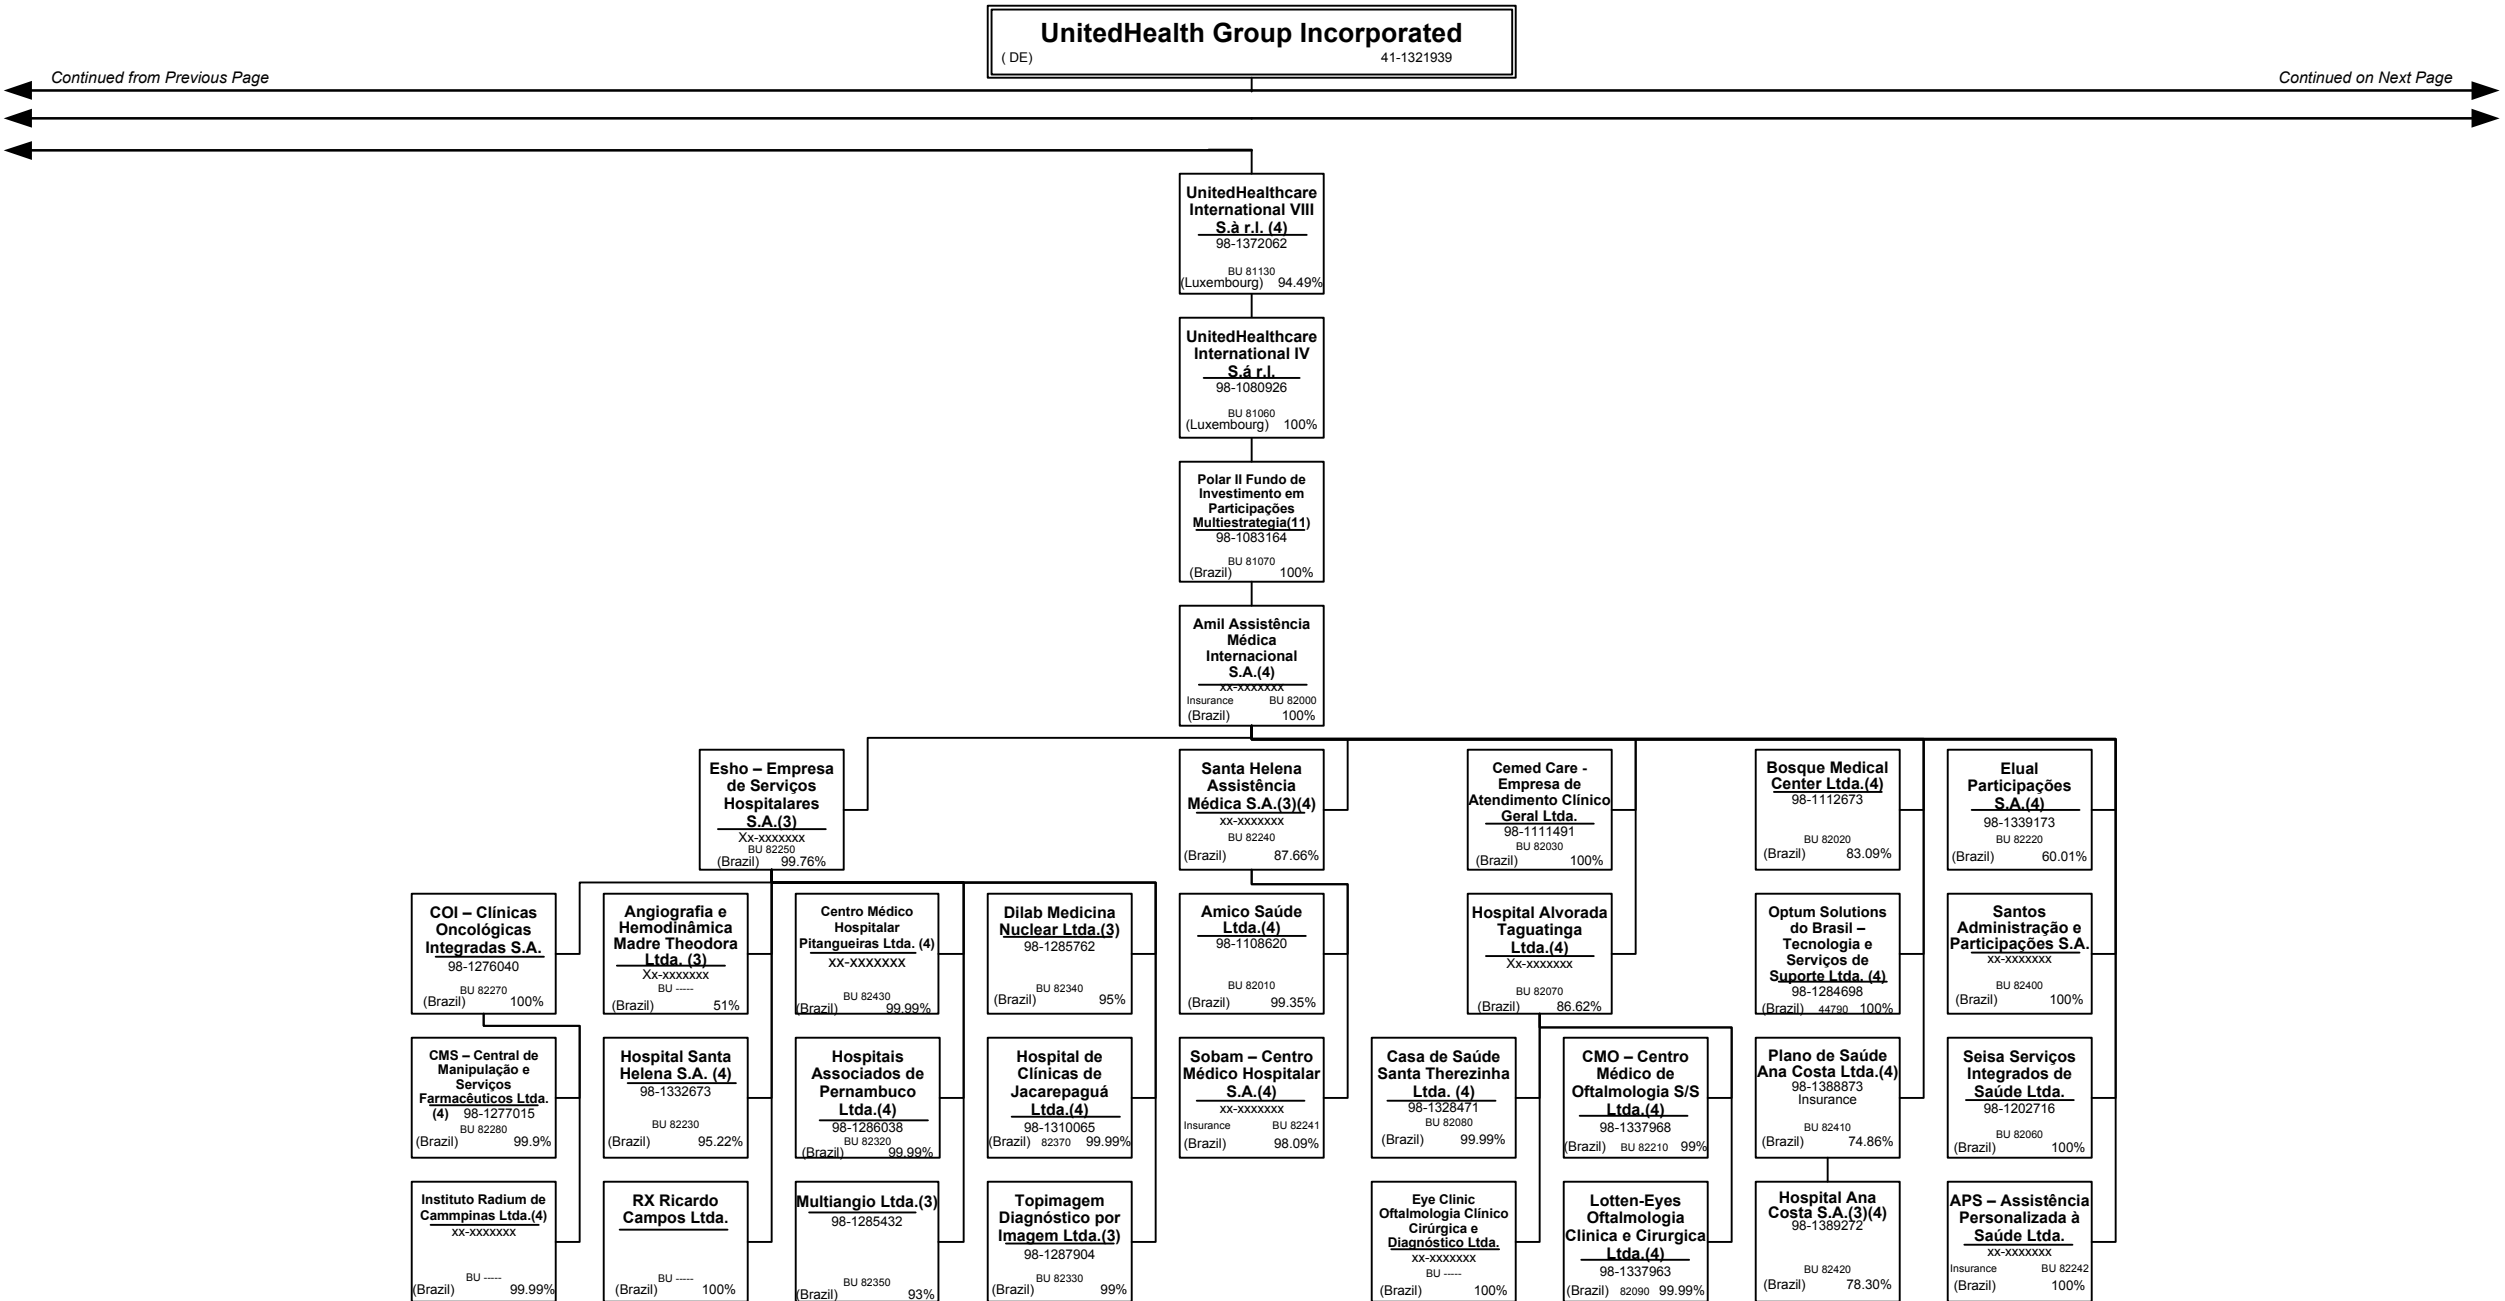 UnitedHealth Group Incorporated
( DE) 41-1321939
Continued from Previous Page
Continued on Next Page
UnitedHealthcare
International VIII
S.à r.l. (4)
98-1372062
BU 81130
(Luxembourg) 94.49%
UnitedHealthcare
International IV
S.á r.l.
98-1080926
BU 81060
(Luxembourg) 100%
Polar II Fundo de
Investimento em
Participações
Multiestrategia(11)
98-1083164
BU 81070
(Brazil) 100%
Amil Assistência
Médica
Internacional
S.A.(4)
xx-xxxxxxx
Insurance BU 82000
(Brazil) 100%
Esho – Empresa
de Serviços
Hospitalares
S.A.(3)
Xx-xxxxxxx
BU 82250
(Brazil) 99.76%
Santa Helena
Assistência
Médica S.A.(3)(4)
xx-xxxxxxx
BU 82240
(Brazil) 87.66%
Cemed Care -
Empresa de
Atendimento Clínico
Geral Ltda.
98-1111491
BU 82030
(Brazil) 100%
Bosque Medical
Center Ltda.(4)
98-1112673
BU 82020
(Brazil) 83.09%
Elual
Participações
S.A.(4)
98-1339173
BU 82220
(Brazil) 60.01%
COI – Clínicas
Oncológicas
Integradas S.A.
98-1276040
BU 82270
(Brazil) 100%
Angiografia e
Hemodinâmica
Madre Theodora
Ltda. (3)
Xx-xxxxxxx
BU -----
(Brazil) 51%
Centro Médico
Hospitalar
Pitangueiras Ltda. (4)
xx-xxxxxxx
BU 82430
(Brazil) 99.99%
Dilab Medicina
Nuclear Ltda.(3)
98-1285762
BU 82340
(Brazil) 95%
Amico Saúde
Ltda.(4)
98-1108620
BU 82010
(Brazil) 99.35%
Hospital Alvorada
Taguatinga
Ltda.(4)
Xx-xxxxxxx
BU 82070
(Brazil) 86.62%
Optum Solutions
do Brasil –
Tecnologia e
Serviços de
Suporte Ltda. (4)
98-1284698
(Brazil) 44790 100%
Santos
Administração e
Participações S.A.
xx-xxxxxxx
BU 82400
(Brazil) 100%
CMS – Central de
Manipulação e
Serviços
Farmacêuticos Ltda.
(4) 98-1277015
BU 82280
(Brazil) 99.9%
Hospital Santa
Helena S.A. (4)
98-1332673
BU 82230
(Brazil) 95.22%
Hospitais
Associados de
Pernambuco
Ltda.(4)
98-1286038
BU 82320
(Brazil) 99.99%
Hospital de
Clínicas de
Jacarepaguá
Ltda.(4)
98-1310065
(Brazil) 82370 99.99%
Sobam – Centro
Médico Hospitalar
S.A.(4)
xx-xxxxxxx
Insurance BU 82241
(Brazil) 98.09%
Casa de Saúde
Santa Therezinha
Ltda. (4)
98-1328471
BU 82080
(Brazil) 99.99%
CMO – Centro
Médico de
Oftalmologia S/S
Ltda.(4)
98-1337968
(Brazil) BU 82210 99%
Plano de Saúde
Ana Costa Ltda.(4)
98-1388873
Insurance
BU 82410
(Brazil) 74.86%
Seisa Serviços
Integrados de
Saúde Ltda.
98-1202716
BU 82060
(Brazil) 100%
Instituto Radium de
Cammpinas Ltda.(4)
xx-xxxxxxx
BU -----
(Brazil) 99.99%
RX Ricardo
Campos Ltda.
BU -----
(Brazil) 100%
Multiangio Ltda.(3)
98-1285432
BU 82350
(Brazil) 93%
Topimagem
Diagnóstico por
Imagem Ltda.(3)
98-1287904
BU 82330
(Brazil) 99%
Eye Clinic
Oftalmologia Clínico
Cirúrgica e
Diagnóstico Ltda.
xx-xxxxxxx
BU -----
(Brazil) 100%
Lotten-Eyes
Oftalmologia
Clinica e Cirurgica
Ltda.(4)
98-1337963
(Brazil) 82090 99.99%
Hospital Ana
Costa S.A.(3)(4)
98-1389272
BU 82420
(Brazil) 78.30%
APS – Assistência
Personalizada à
Saúde Ltda.
xx-xxxxxxx
Insurance BU 82242
(Brazil) 100%